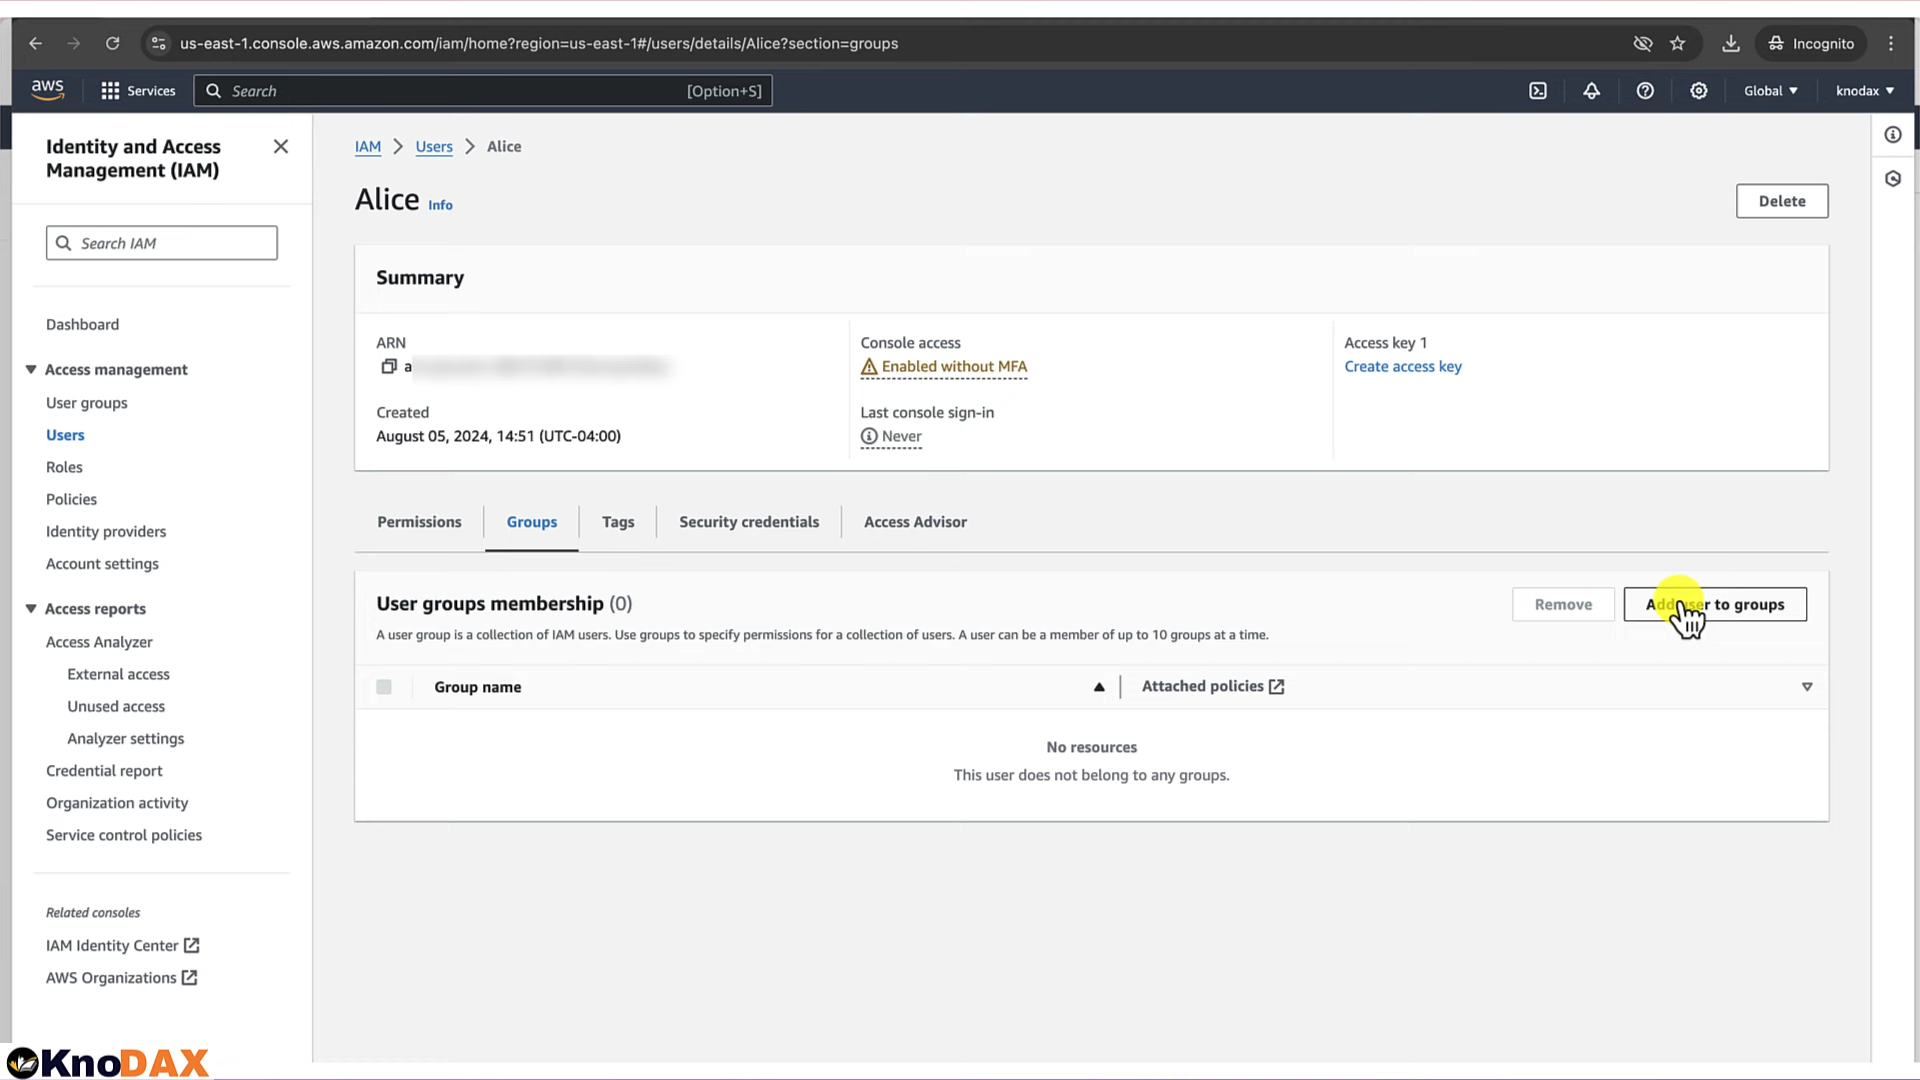 us-east-1.console.aws.amazon.com/iam/home?region=us-east-1#/users/details/Alice?section=groups
Incognito
aws
Services
Search
[Option+S]
Global
knodax
Identity and Access
Management (IAM)
Search IAM
Dashboard
Access management
User groups
Users
Roles
Policies
Identity providers
Account settings
Access reports
Access Analyzer
External access
Unused access
Analyzer settings
Credential report
Organization activity
Service control policies
Related consoles
IAM Identity Center
AWS Organizations
IAM > Users > Alice
Alice Info
Delete
Summary
ARN
a
Created
August 05, 2024, 14:51 (UTC-04:00)
Console access
Enabled without MFA
Last console sign-in
Never
Access key 1
Create access key
Permissions
Groups
Tags
Security credentials
Access Advisor
User groups membership (0)
A user group is a collection of IAM users. Use groups to specify permissions for a collection of users. A user can be a member of up to 10 groups at a time.
Remove
Add user to groups
Group name
Attached policies
No resources
This user does not belong to any groups.
KnoDAX